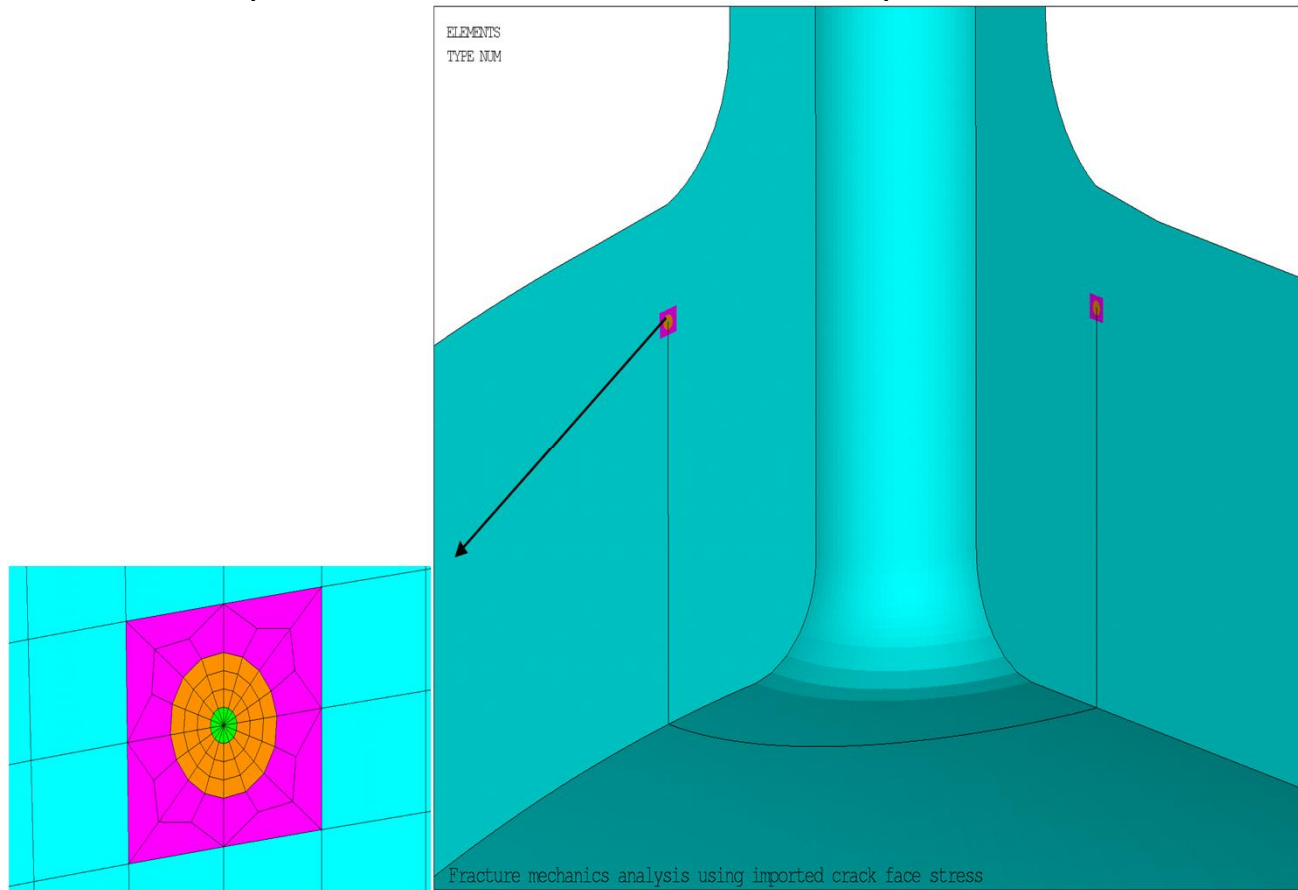 ELEMENTS
TYPE NUM
Fracture mechanics analysis using imported crack face stress